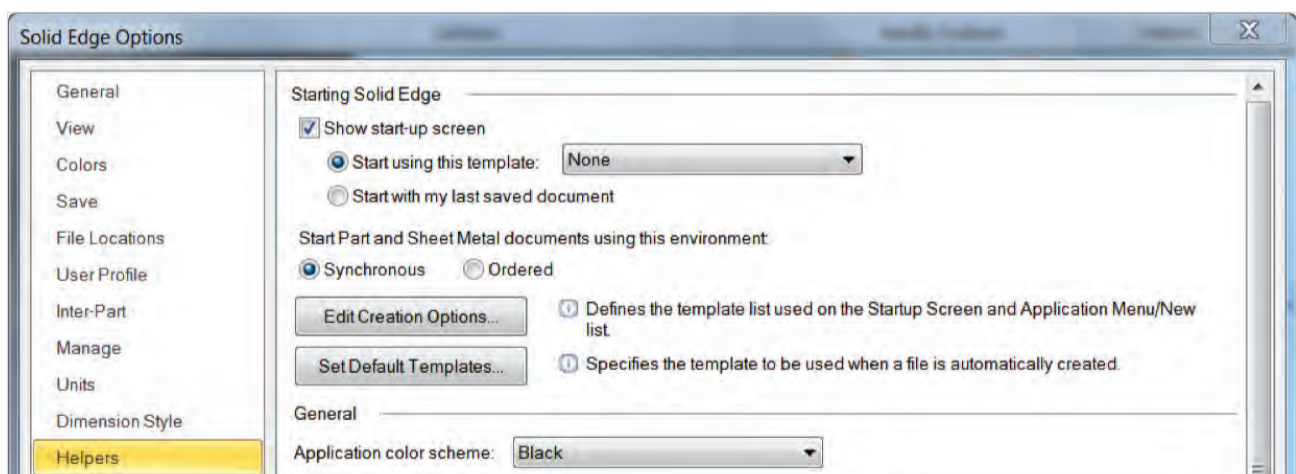 Solid Edge Options
General
View
Colors
Save
File Locations
User Profile
Inter-Part
Manage
Units
Dimension Style
Helpers
Starting Solid Edge
Show start-up screen
Start using this template: None
Start with my last saved document
Start Part and Sheet Metal documents using this environment:
Synchronous Ordered
Edit Creation Options... Defines the template list used on the Startup Screen and Application Menu/New
list.
Set Default Templates... Specifies the template to be used when a file is automatically created.
General
Application color scheme: Black